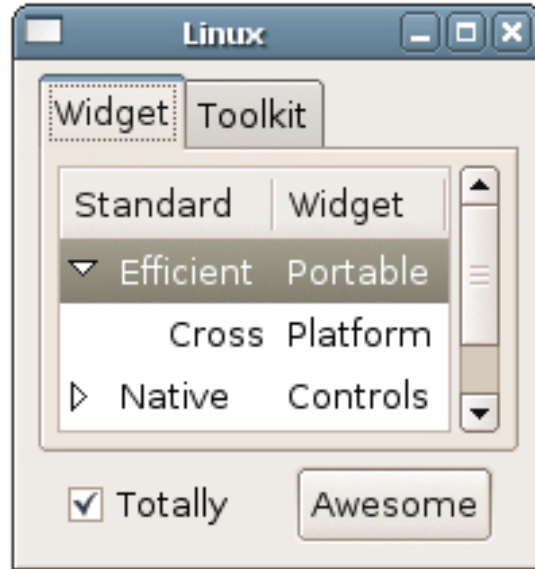 Linux
Widget Toolkit
Standard Widget
Efficient Portable
Cross Platform
Native Controls
Totally Awesome